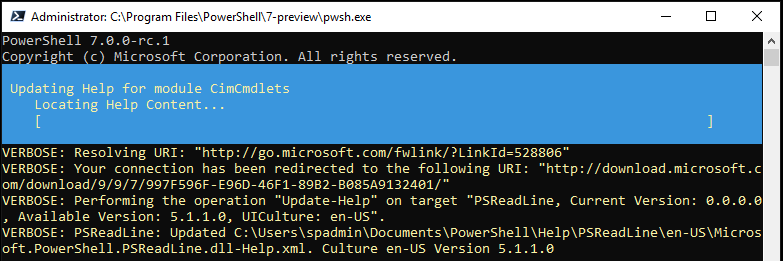 Administrator: C:\Program Files\PowerShell\7-preview\pwsh.exe
PowerShell 7.0.0-rc.1
Copyright (c) Microsoft Corporation. All rights reserved.
Updating Help for module CimCmdlets
Locating Help Content...
[ ]
VERBOSE: Resolving URI: "http://go.microsoft.com/fwlink/?LinkId=528806"
VERBOSE: Your connection has been redirected to the following URI: "http://download.microsoft.c
om/download/9/9/7/997F596F-E96D-46F1-89B2-B085A9132401/"
VERBOSE: Performing the operation "Update-Help" on target "PSReadLine, Current Version: 0.0.0.0
, Available Version: 5.1.1.0, UICulture: en-US".
VERBOSE: PSReadLine: Updated C:\Users\spadmin\Documents\PowerShell\Help\PSReadLine\en-US\Micros
oft.PowerShell.PSReadLine.dll-Help.xml. Culture en-US Version 5.1.1.0